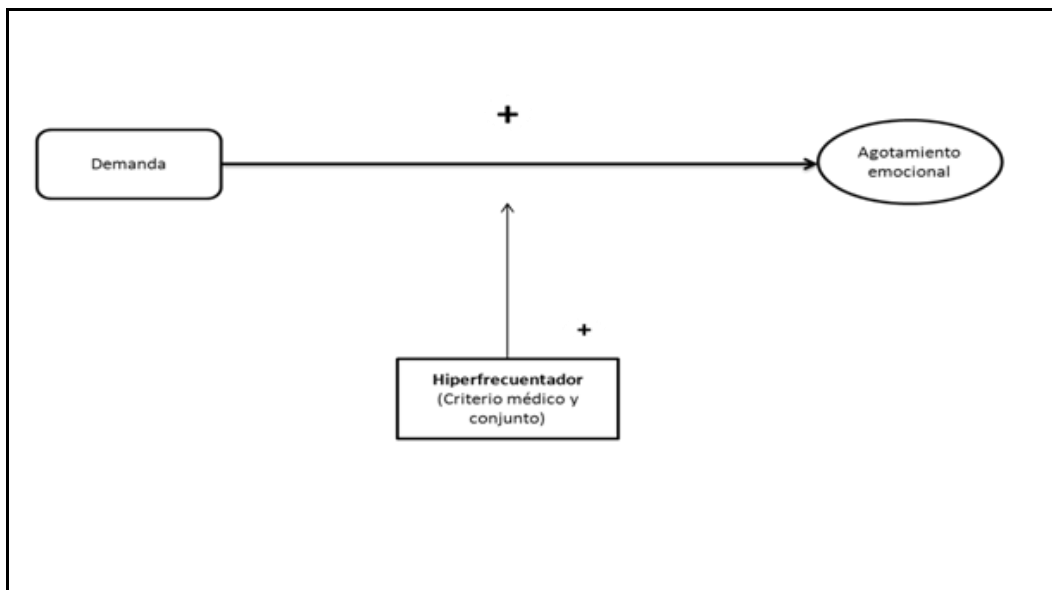 +
Demanda
Agotamiento
emocional
+
Hiperfrecuentador
(Criterio médico y
conjunto)